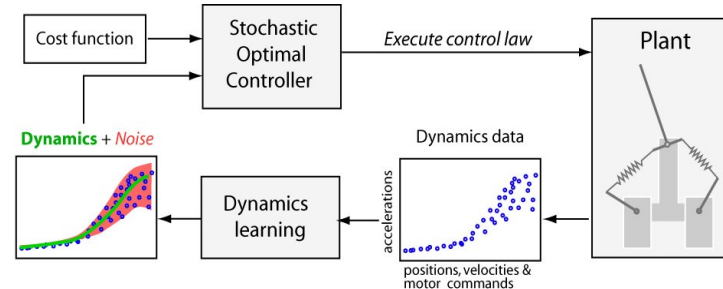 Cost function
Stochastic
Optimal
Controller
Execute control law
Plant
Dynamics + Noise
Dynamics data
Dynamics
learning
accelerations
positions, velocities &
motor commands